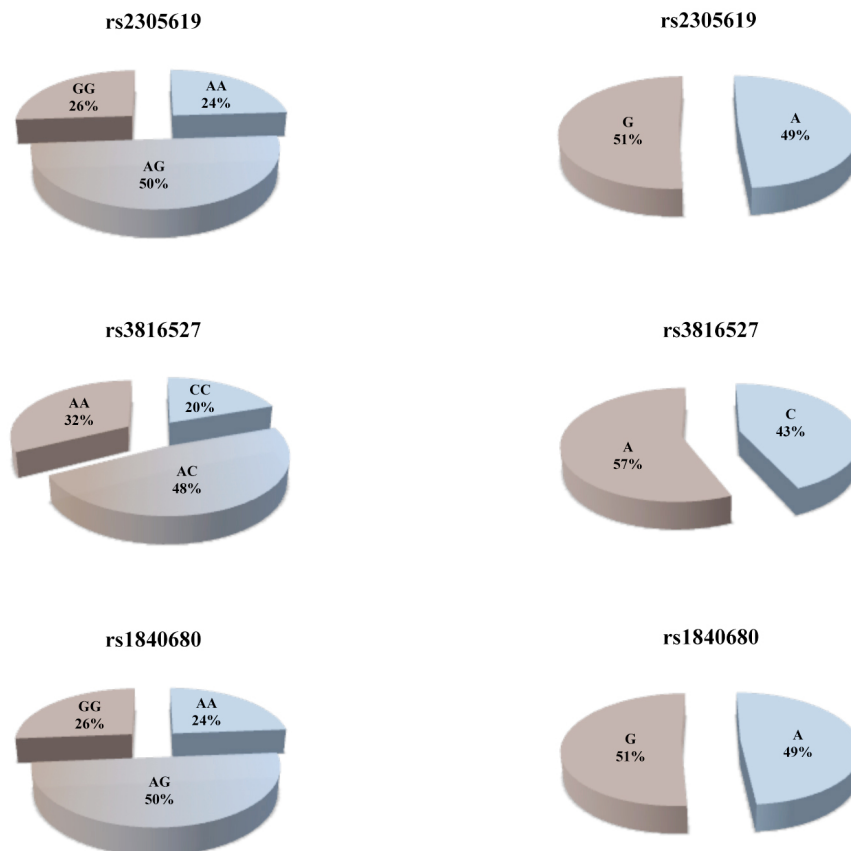 rs2305619
GG
26%
AA
24%
AG
50%
rs2305619
G
51%
A
49%
rs3816527
AA
32%
CC
20%
AC
48%
rs3816527
A
57%
C
43%
rs1840680
GG
26%
AA
24%
AG
50%
rs1840680
G
51%
A
49%